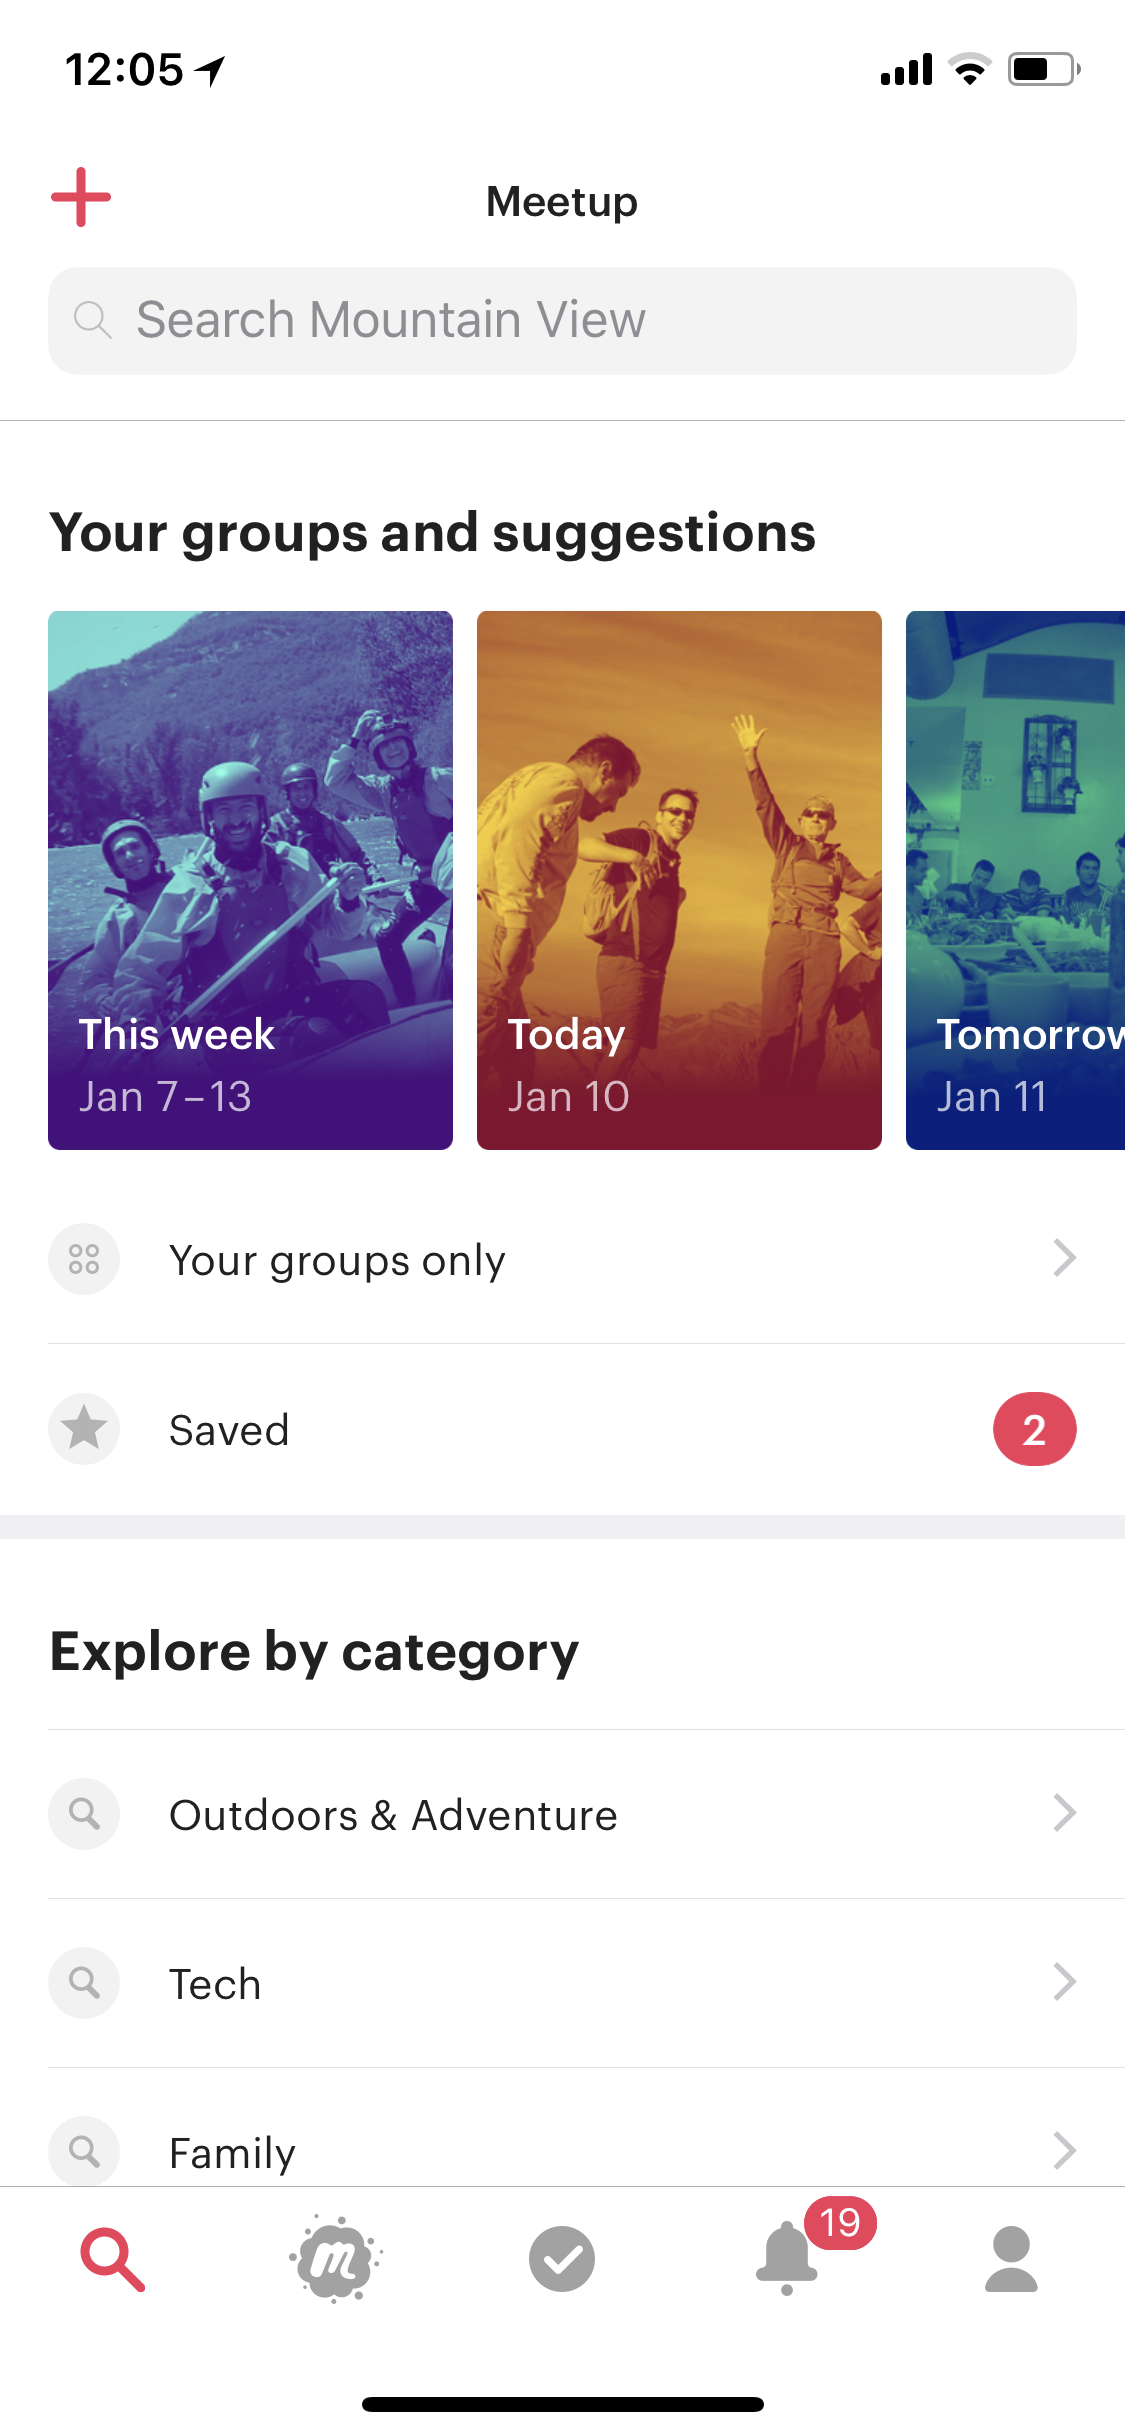 12:05
Meetup
Search Mountain View
Your groups and suggestions
This week
Jan 7–13
Today
Jan 10
Tomorrow
Jan 11
Your groups only
Saved
2
Explore by category
Outdoors & Adventure
Tech
Family
m
19